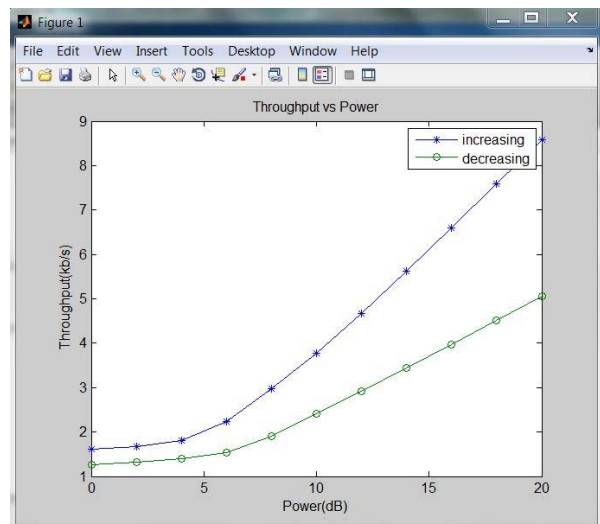 Figure 1
File Edit View Insert Tools Desktop Window Help
Throughput vs Power
9
8
7
6
5
4
3
2
1
Throughput(kb/s)
increasing
decreasing
0 5 10 15 20
Power(dB)